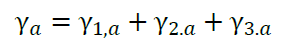 γₐ = γ₁,ₐ + γ₂.ₐ + γ₃.ₐ